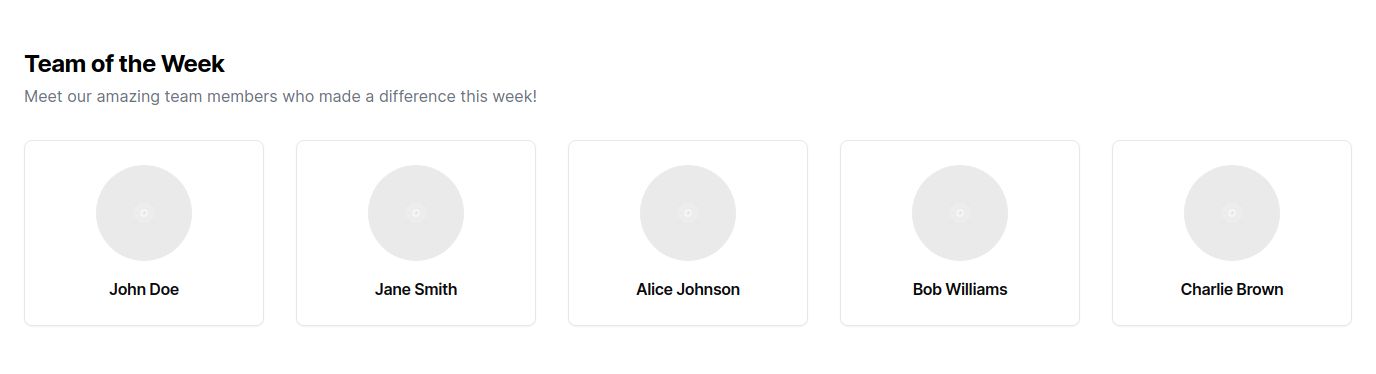 Team of the Week
Meet our amazing team members who made a difference this week!
John Doe
Jane Smith
Alice Johnson
Bob Williams
Charlie Brown